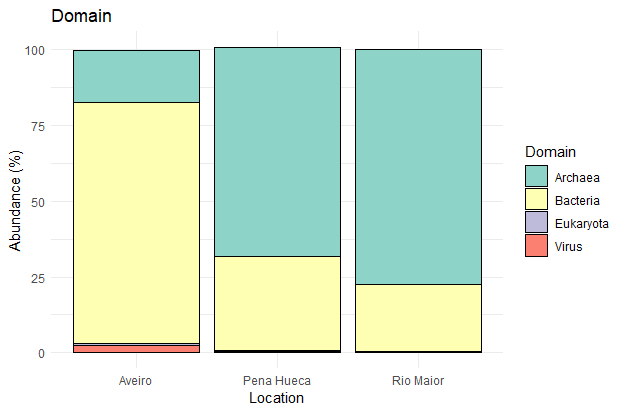 Domain
Abundance (%)
100
75
50
25
0
Aveiro
Pena Hueca
Rio Maior
Location
Domain
Archaea
Bacteria
Eukaryota
Virus